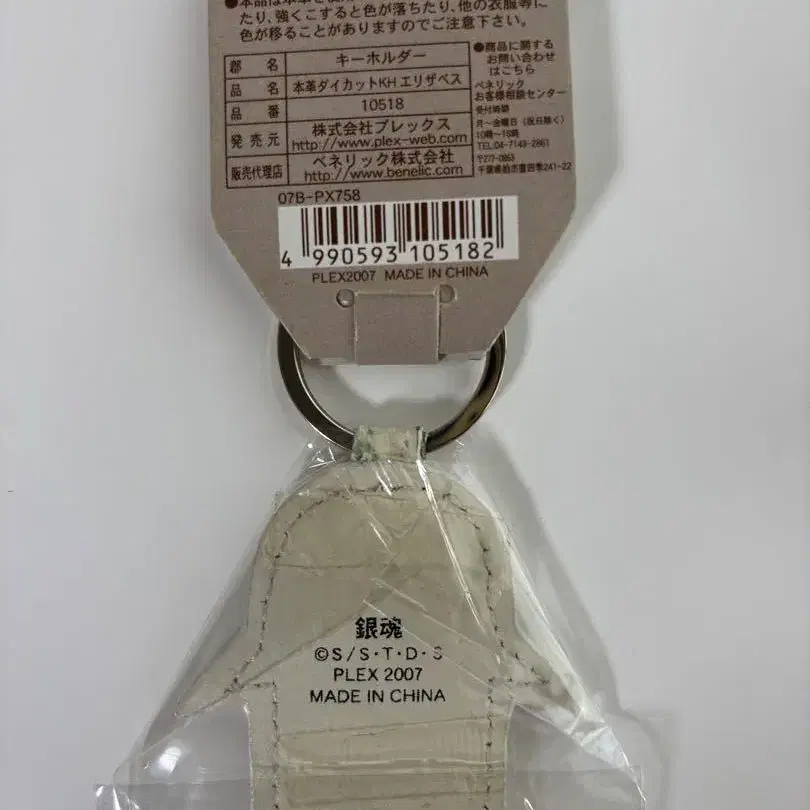 たり、強くこすると色が落ちたり、他の衣服等に
色が移ることがありますのでご注意下さい。
郡 名 キーホルダー
品 名 本革ダイカットKH エリザベス
品 番 10518
発 売 元 株式会社プレックス
http://www.plex-web.com
販売代理店 ベネリック株式会社
http://www.benelic.com
●商品に関する
お問い合わせ
はこちら
ベネリック
お客様相談センター
受付時間
月〜金曜日(祝日除く)
10時〜16時
TEL.04-7149-2861
〒277-0863
千葉県柏市豊四季241-22
07B-PX758
4 990593 105182
PLEX2007 MADE IN CHINA
銀魂
©S/S・T・D・S
PLEX 2007
MADE IN CHINA